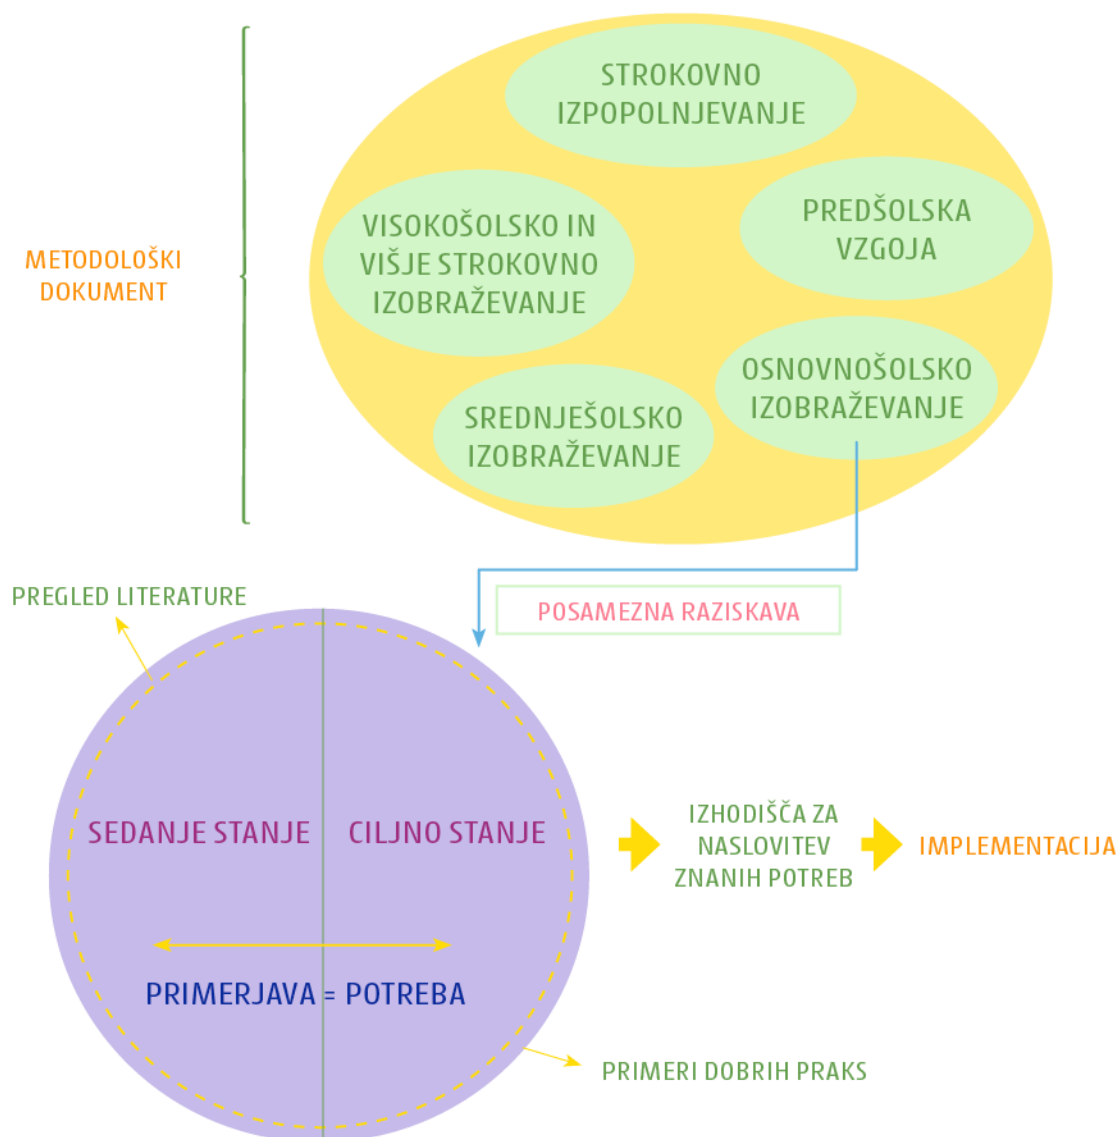 STROKOVNO
IZPOPOLNJEVANJE
VISOKOŠOLSKO IN
VIŠJE STROKOVNO
IZOBRAŽEVANJE
PREDŠOLSKA
VZGOJA
METODOLOŠKI
DOKUMENT
OSNOVNOŠOLSKO
IZOBRAŽEVANJE
SREDNJEŠOLSKO
IZOBRAŽEVANJE
PREGLED LITERATURE
POSAMEZNA RAZISKAVA
SEDANJE STANJE
CILJNO STANJE
IZHODIŠČA ZA
NASLOVITEV
ZNANIH POTREB
IMPLEMENTACIJA
PRIMERJAVA = POTREBA
PRIMERI DOBRIH PRAKS